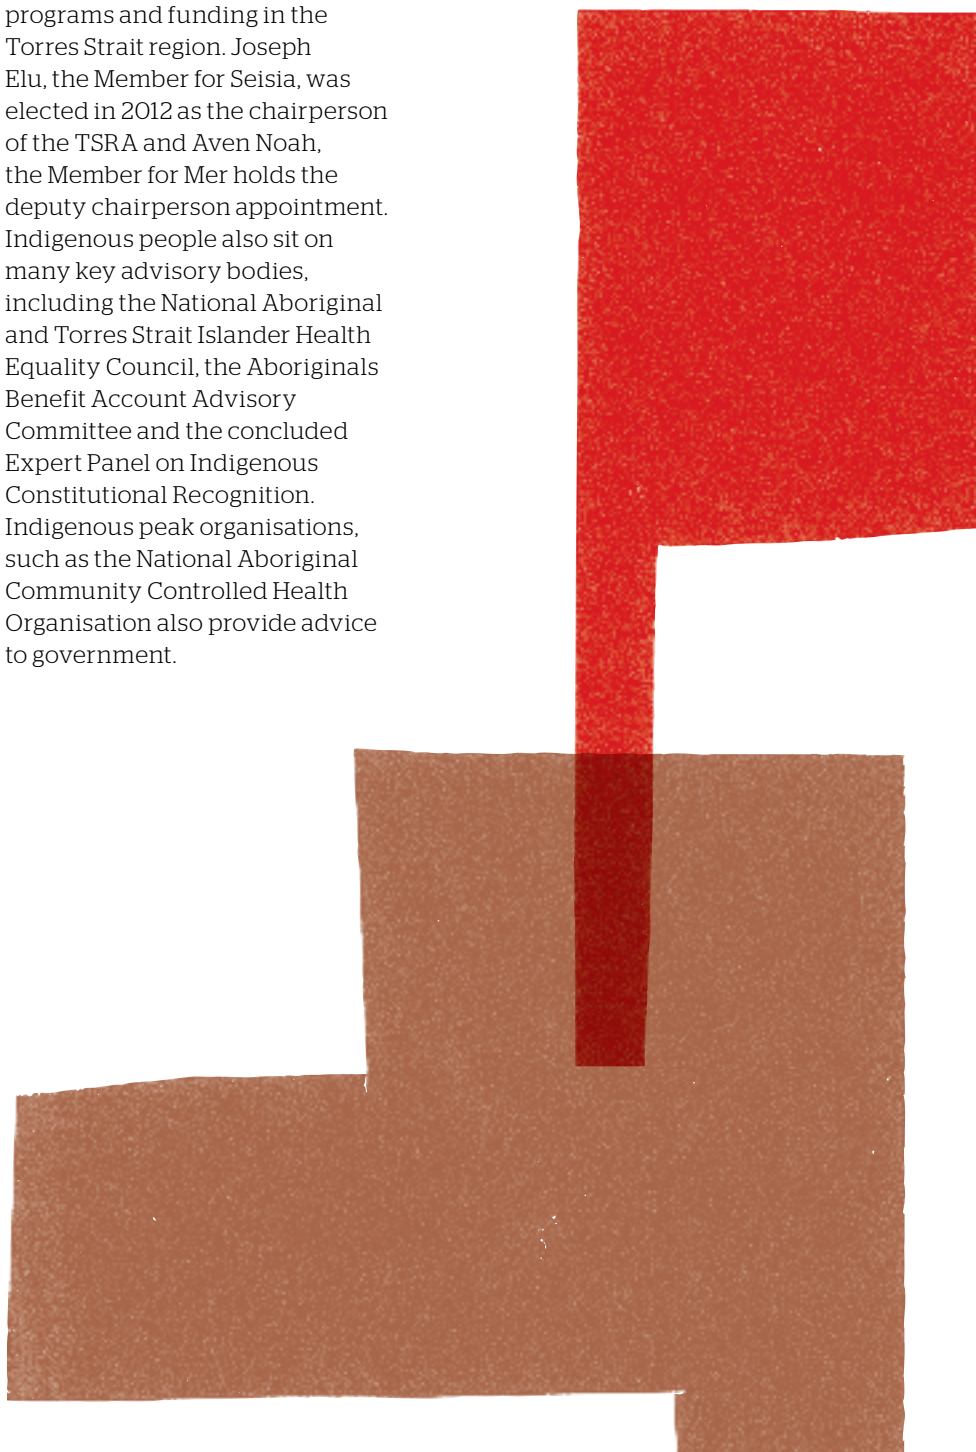 programs and funding in the
Torres Strait region. Joseph
Elu, the Member for Seisia, was
elected in 2012 as the chairperson
of the TSRA and Aven Noah,
the Member for Mer holds the
deputy chairperson appointment.
Indigenous people also sit on
many key advisory bodies,
including the National Aboriginal
and Torres Strait Islander Health
Equality Council, the Aboriginals
Benefit Account Advisory
Committee and the concluded
Expert Panel on Indigenous
Constitutional Recognition.
Indigenous peak organisations,
such as the National Aboriginal
Community Controlled Health
Organisation also provide advice
to government.